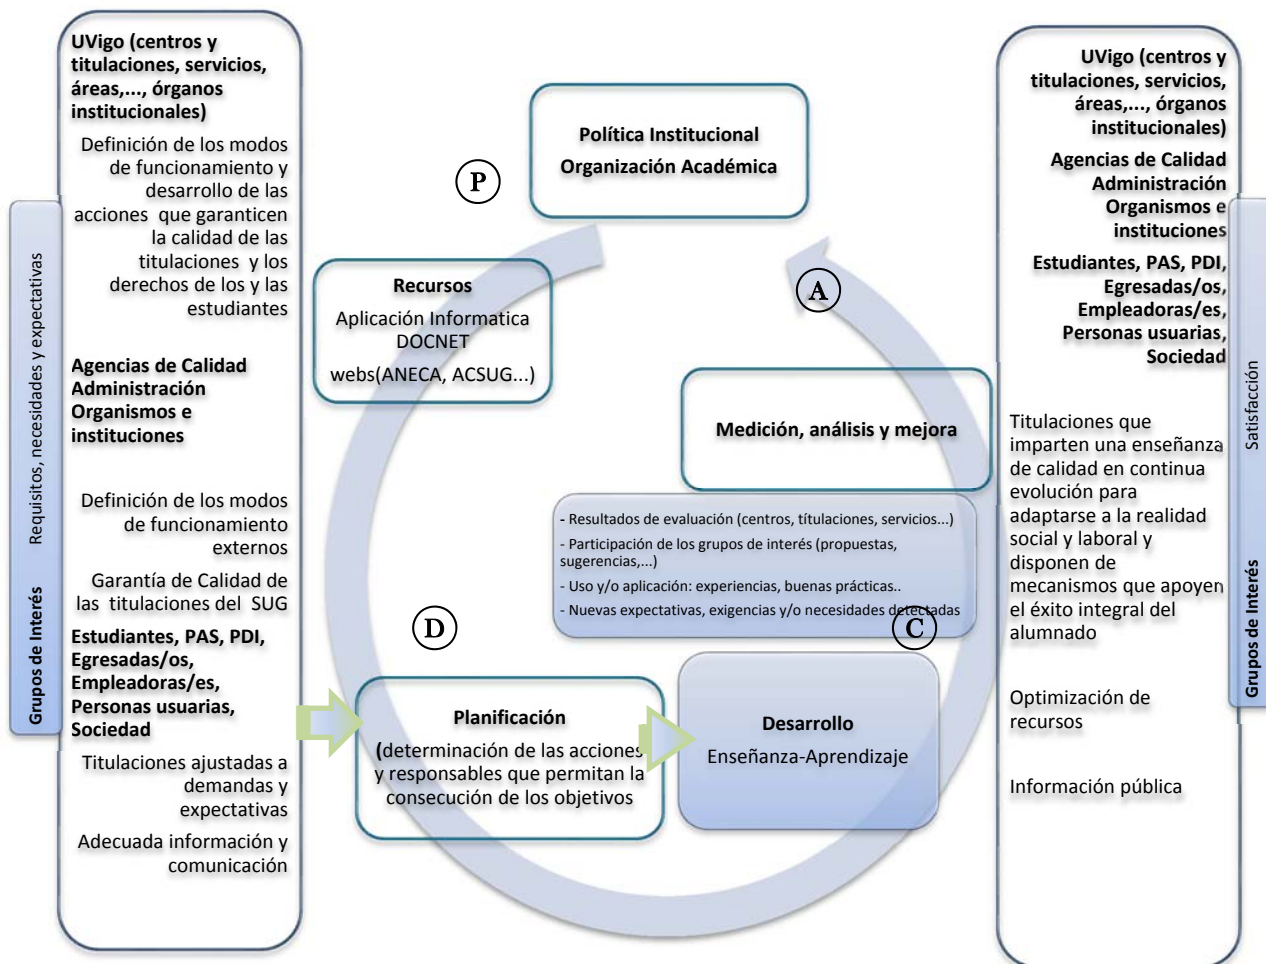 Grupos de Interés Requisitos, necesidades y expectativas
UVigo (centros y
titulaciones, servicios,
áreas,..., órganos
institucionales)
Definición de los modos
de funcionamiento y
desarrollo de las
acciones que garanticen
la calidad de las
titulaciones y los
derechos de los y las
estudiantes
Agencias de Calidad
Administración
Organismos e
instituciones
Definición de los modos
de funcionamiento
externos
Garantía de Calidad de
las titulaciones del SUG
Estudiantes, PAS, PDI,
Egresadas/os,
Empleadoras/es,
Personas usuarias,
Sociedad
Titulaciones ajustadas a
demandas y
expectativas
Adecuada información y
comunicación
Política Institucional
Organización Académica
P
Recursos
Aplicación Informatica
DOCNET
webs(ANECA, ACSUG...)
A
Medición, análisis y mejora
- Resultados de evaluación (centros, títulaciones, servicios...)
- Participación de los grupos de interés (propuestas,
sugerencias,...)
- Uso y/o aplicación: experiencias, buenas prácticas..
- Nuevas expectativas, exigencias y/o necesidades detectadas
D
C
Planificación
(determinación de las acciones
y responsables que permitan la
consecución de los objetivos
Desarrollo
Enseñanza-Aprendizaje
UVigo (centros y
titulaciones, servicios,
áreas,..., órganos
institucionales)
Agencias de Calidad
Administración
Organismos e
instituciones
Estudiantes, PAS, PDI,
Egresadas/os,
Empleadoras/es,
Personas usuarias,
Sociedad
Titulaciones que
imparten una enseñanza
de calidad en continua
evolución para
adaptarse a la realidad
social y laboral y
disponen de
mecanismos que apoyen
el éxito integral del
alumnado
Optimización de
recursos
Información pública
Grupos de Interés Satisfacción